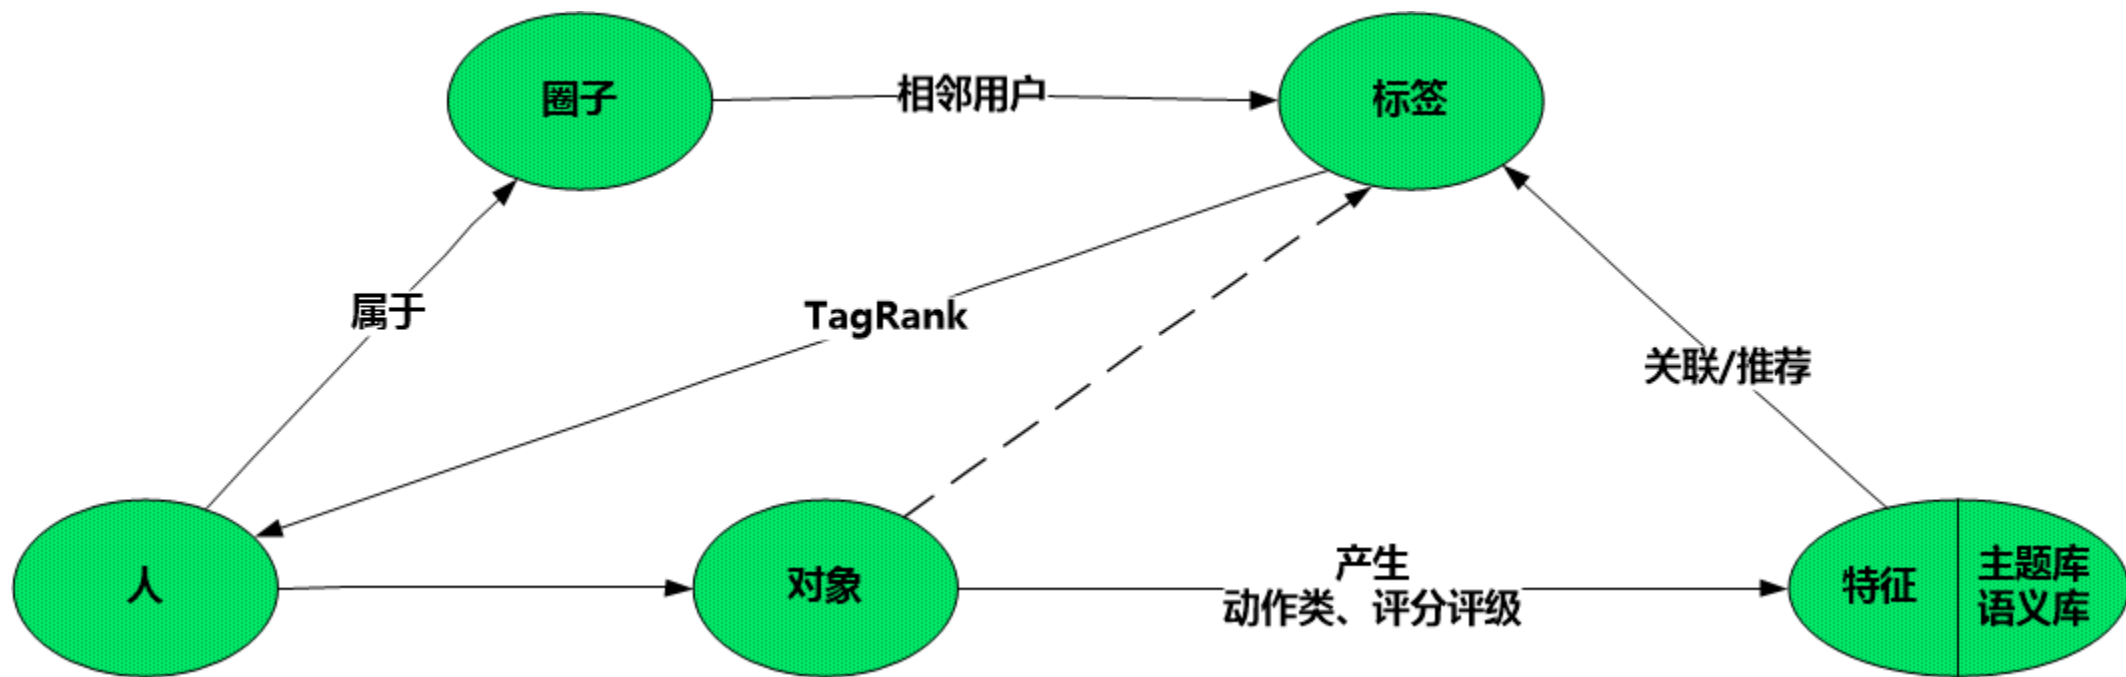 圈子
相邻用户
标签
属于
TagRank
关联/推荐
人
对象
产生
动作类、评分评级
特征
主题库
语义库